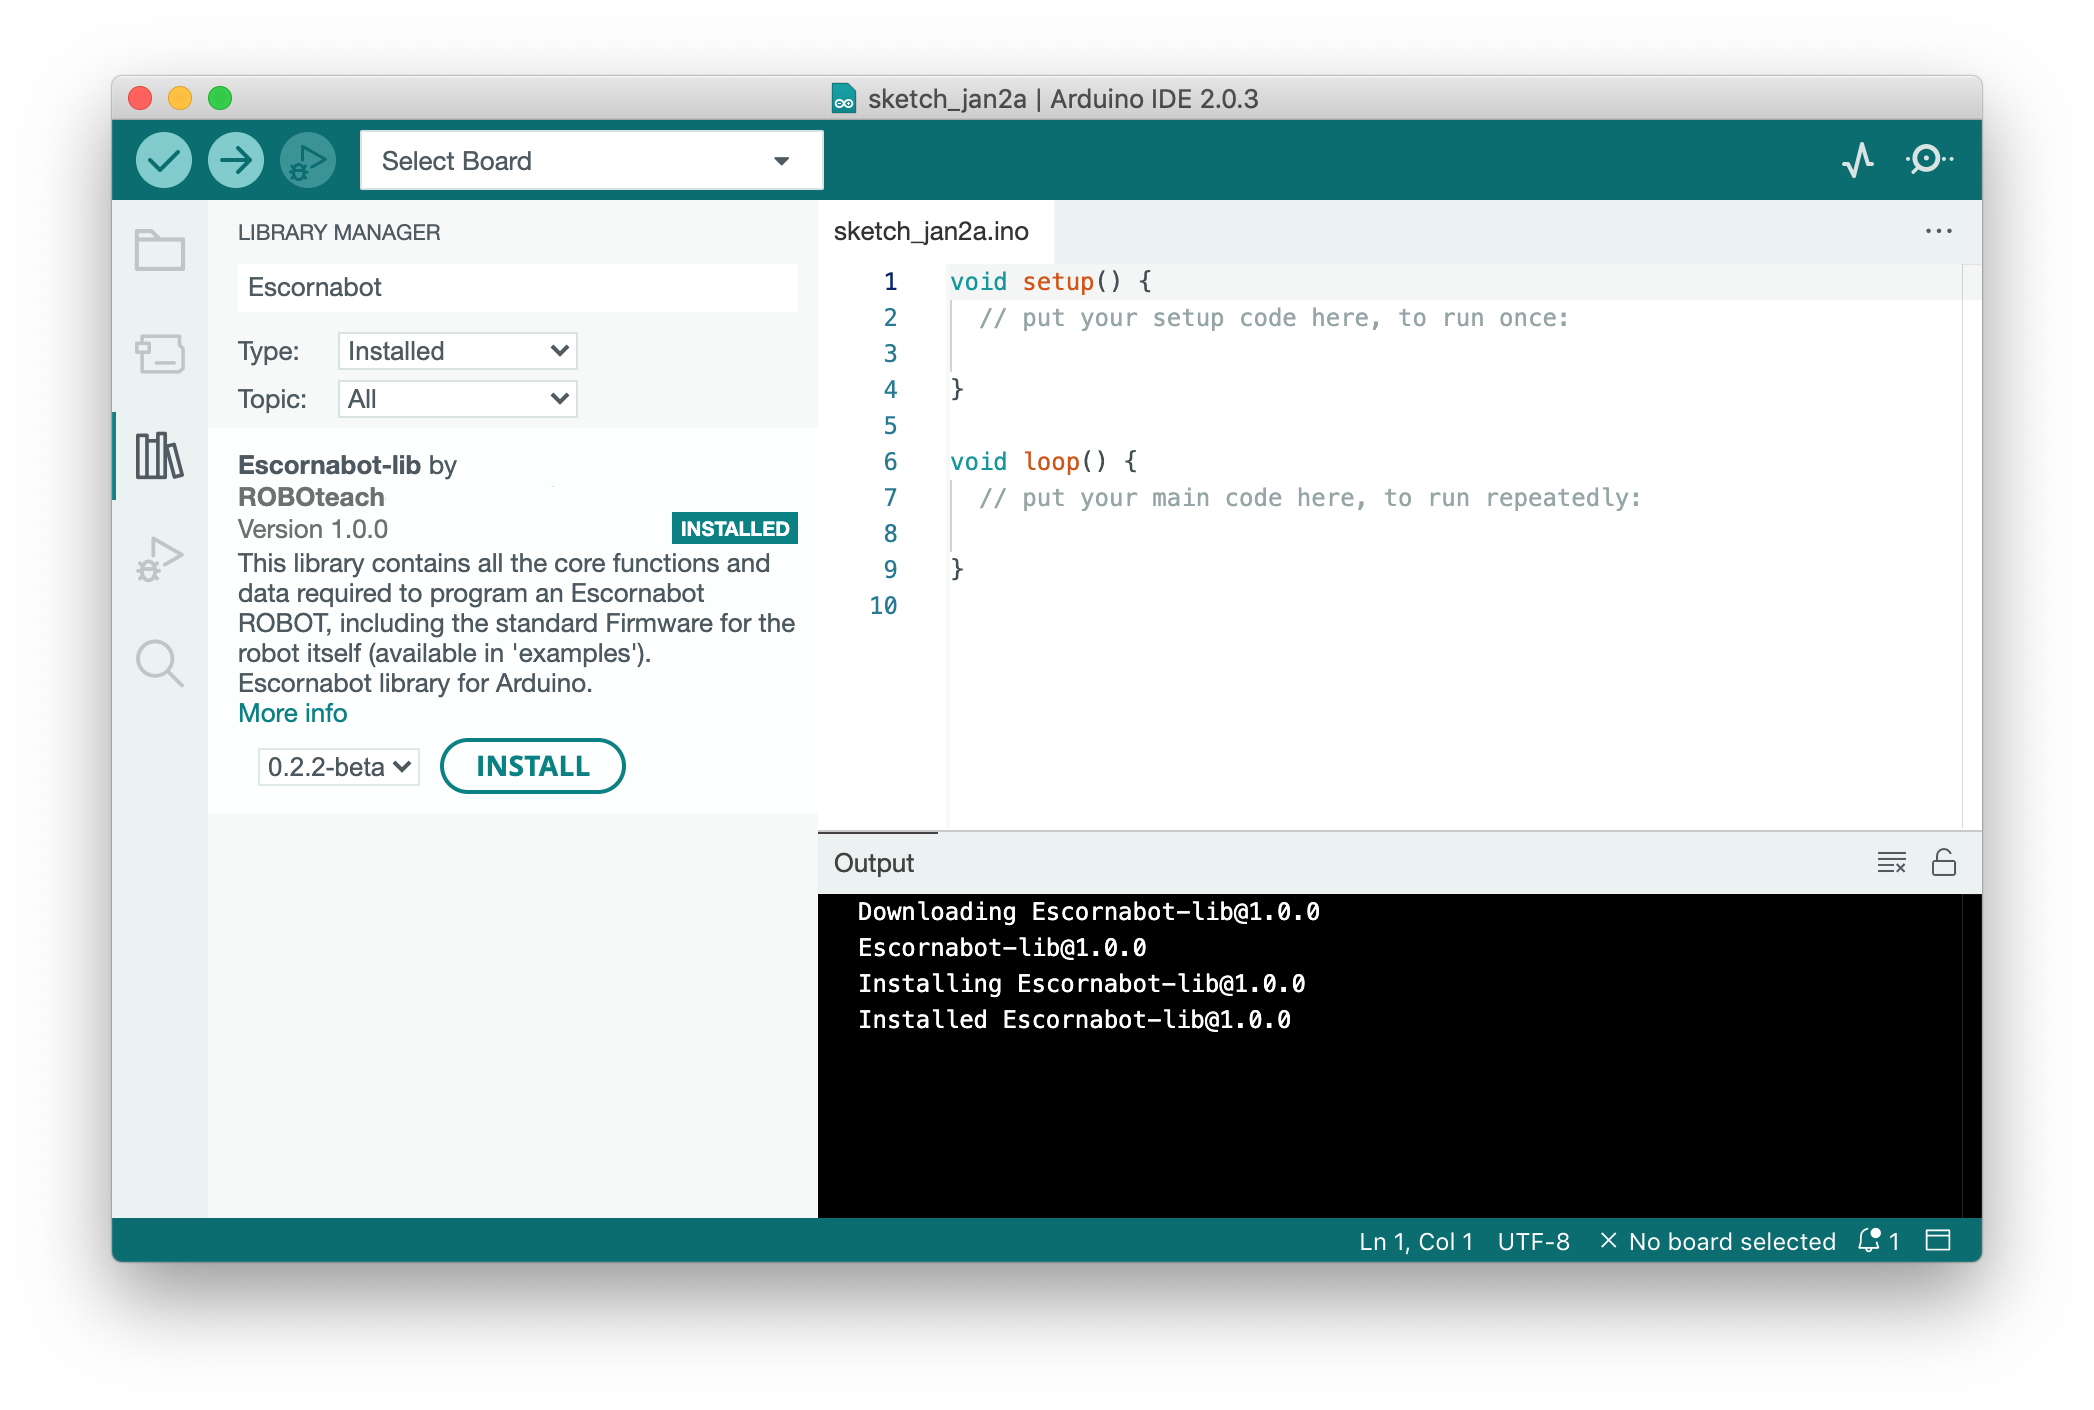 sketch_jan2a | Arduino IDE 2.0.3
Select Board
LIBRARY MANAGER
Escornabot
Type: Installed
Topic: All
Escornabot-lib by
ROBOteach
Version 1.0.0 INSTALLED
This library contains all the core functions and
data required to program an Escornabot
ROBOT, including the standard Firmware for the
robot itself (available in 'examples').
Escornabot library for Arduino.
More info
0.2.2-beta INSTALL
sketch_jan2a.ino
1 void setup() {
2 // put your setup code here, to run once:
3
4 }
5
6 void loop() {
7 // put your main code here, to run repeatedly:
8
9 }
10
Output
Downloading Escornabot-lib@1.0.0
Escornabot-lib@1.0.0
Installing Escornabot-lib@1.0.0
Installed Escornabot-lib@1.0.0
Ln 1, Col 1 UTF-8 × No board selected 1